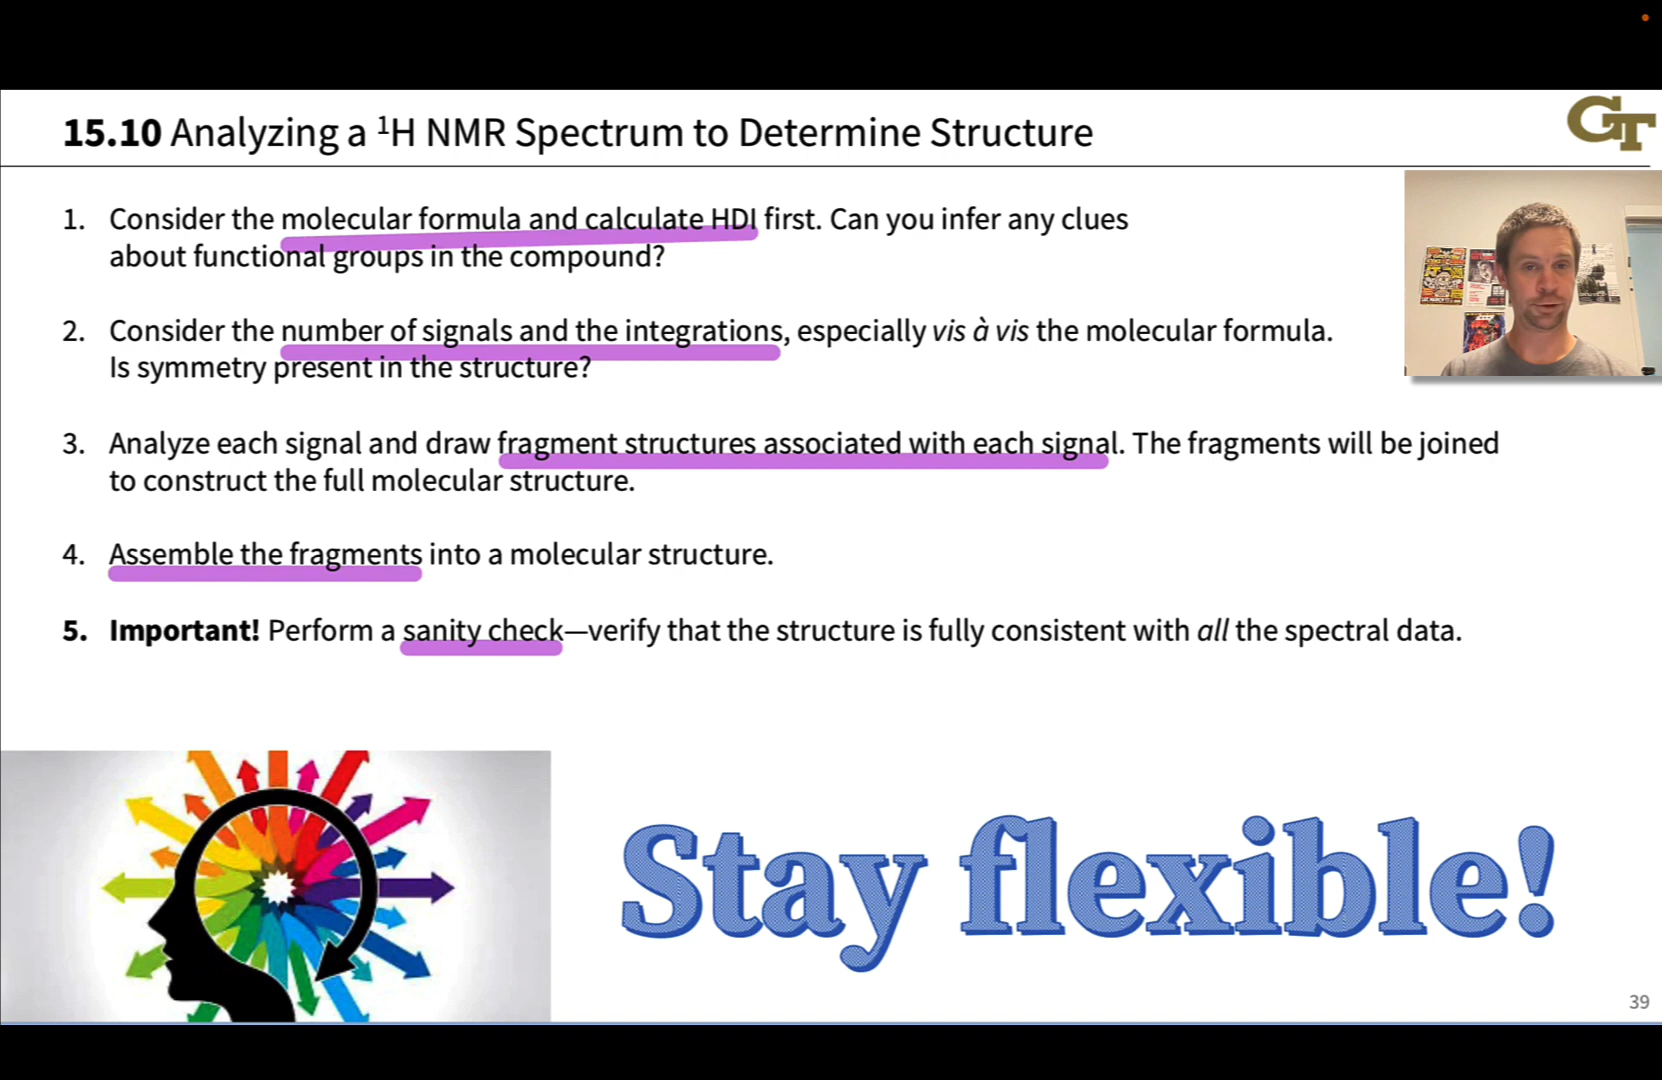 15.10 Analyzing a ¹H NMR Spectrum to Determine Structure
GT
1. Consider the molecular formula and calculate HDI first. Can you infer any clues
about functional groups in the compound?
2. Consider the number of signals and the integrations, especially vis à vis the molecular formula.
Is symmetry present in the structure?
3. Analyze each signal and draw fragment structures associated with each signal. The fragments will be joined
to construct the full molecular structure.
4. Assemble the fragments into a molecular structure.
5. Important! Perform a sanity check—verify that the structure is fully consistent with all the spectral data.
Stay flexible!
39